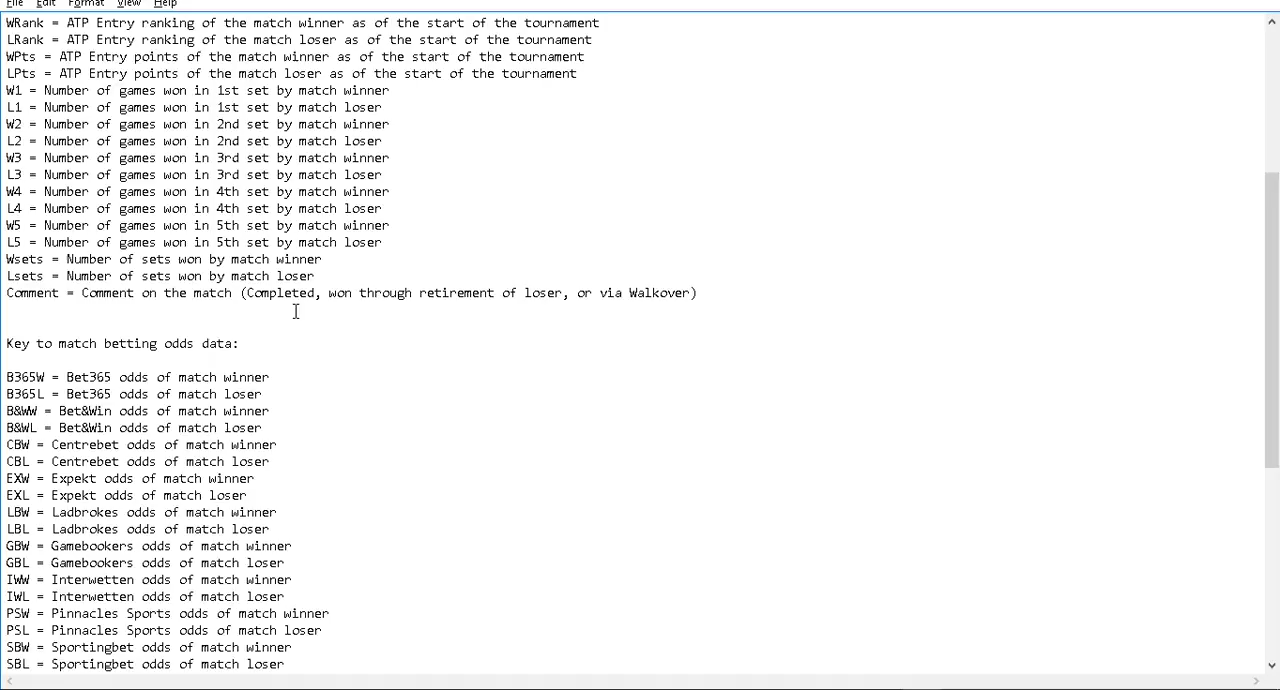 File Edit Format View Help
WRank = ATP Entry ranking of the match winner as of the start of the tournament
LRank = ATP Entry ranking of the match loser as of the start of the tournament
WPts = ATP Entry points of the match winner as of the start of the tournament
LPts = ATP Entry points of the match loser as of the start of the tournament
W1 = Number of games won in 1st set by match winner
L1 = Number of games won in 1st set by match loser
W2 = Number of games won in 2nd set by match winner
L2 = Number of games won in 2nd set by match loser
W3 = Number of games won in 3rd set by match winner
L3 = Number of games won in 3rd set by match loser
W4 = Number of games won in 4th set by match winner
L4 = Number of games won in 4th set by match loser
W5 = Number of games won in 5th set by match winner
L5 = Number of games won in 5th set by match loser
Wsets = Number of sets won by match winner
Lsets = Number of sets won by match loser
Comment = Comment on the match (Completed, won through retirement of loser, or via Walkover)
Key to match betting odds data:
B365W = Bet365 odds of match winner
B365L = Bet365 odds of match loser
B&WW = Bet&Win odds of match winner
B&WL = Bet&Win odds of match loser
CBW = Centrebet odds of match winner
CBL = Centrebet odds of match loser
EXW = Expekt odds of match winner
EXL = Expekt odds of match loser
LBW = Ladbrokes odds of match winner
LBL = Ladbrokes odds of match loser
GBW = Gamebookers odds of match winner
GBL = Gamebookers odds of match loser
IWW = Interwetten odds of match winner
IWL = Interwetten odds of match loser
PSW = Pinnacles Sports odds of match winner
PSL = Pinnacles Sports odds of match loser
SBW = Sportingbet odds of match winner
SBL = Sportingbet odds of match loser